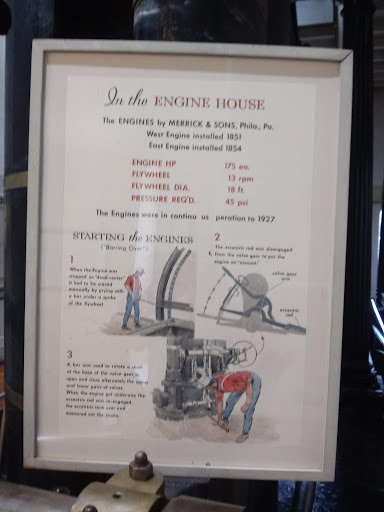 In the ENGINE HOUSE
The ENGINES by MERRICK & SONS, Phila., Pa.
West Engine installed 1851
East Engine installed 1854
ENGINE HP 175 ea.
FLYWHEEL 13 rpm
FLYWHEEL DIA. 18 ft.
PRESSURE REQ'D. 45 psi
The Engines were in continu us peration to 1927
STARTING the ENGINES
("Barring Over")
1
When the Engine was
stopped on "dead center"
it had to be moved
manually by prying with
a bar under a spoke
of the flywheel.
2
The eccentric rod was disengaged
from the valve gear to put the
engine on "manual"
valve gear
arm
eccentric
rod
3
A bar was used to rotate a shaft
at the base of the valve gear to
open and close alternately the upper
and lower pairs of valves.
When the engine got underway the
eccentric rod was re-engaged.
the eccentric took over and